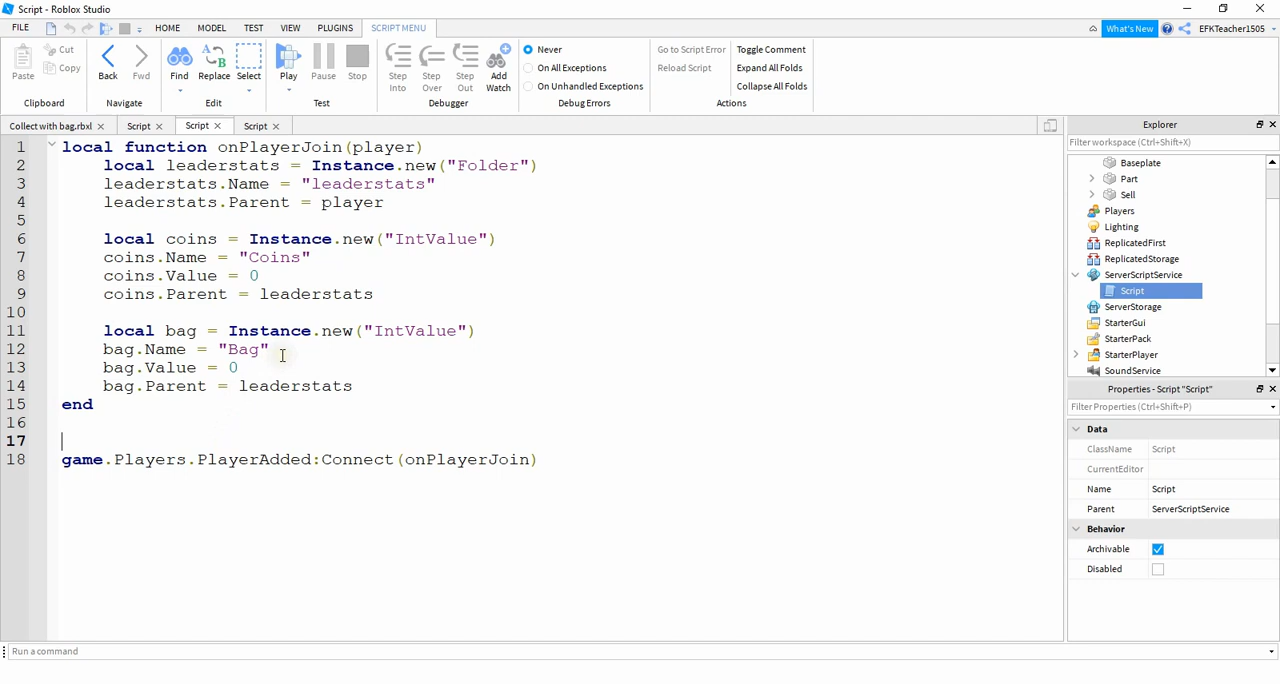 Script - Roblox Studio
FILE HOME MODEL TEST VIEW PLUGINS SCRIPT MENU What's New EFKTeacher1505
Paste Cut Copy Back Fwd Find Replace Select Play Pause Stop Step Into Step Over Step Out Add Watch Never On All Exceptions On Unhandled Exceptions Go to Script Error Reload Script Toggle Comment Expand All Folds Collapse All Folds
Clipboard Navigate Edit Test Debugger Debug Errors Actions
Collect with bag.rbxl Script Script Script
1 local function onPlayerJoin(player)
2 local leaderstats = Instance.new("Folder")
3 leaderstats.Name = "leaderstats"
4 leaderstats.Parent = player
5
6 local coins = Instance.new("IntValue")
7 coins.Name = "Coins"
8 coins.Value = 0
9 coins.Parent = leaderstats
10
11 local bag = Instance.new("IntValue")
12 bag.Name = "Bag"
13 bag.Value = 0
14 bag.Parent = leaderstats
15 end
16
17
18 game.Players.PlayerAdded:Connect(onPlayerJoin)
Explorer
Filter workspace (Ctrl+Shift+X)
Baseplate
Part
Sell
Players
Lighting
ReplicatedFirst
ReplicatedStorage
ServerScriptService
Script
ServerStorage
StarterGui
StarterPack
StarterPlayer
SoundService
Properties - Script "Script"
Filter Properties (Ctrl+Shift+P)
Data
ClassName Script
CurrentEditor
Name Script
Parent ServerScriptService
Behavior
Archivable
Disabled
Run a command